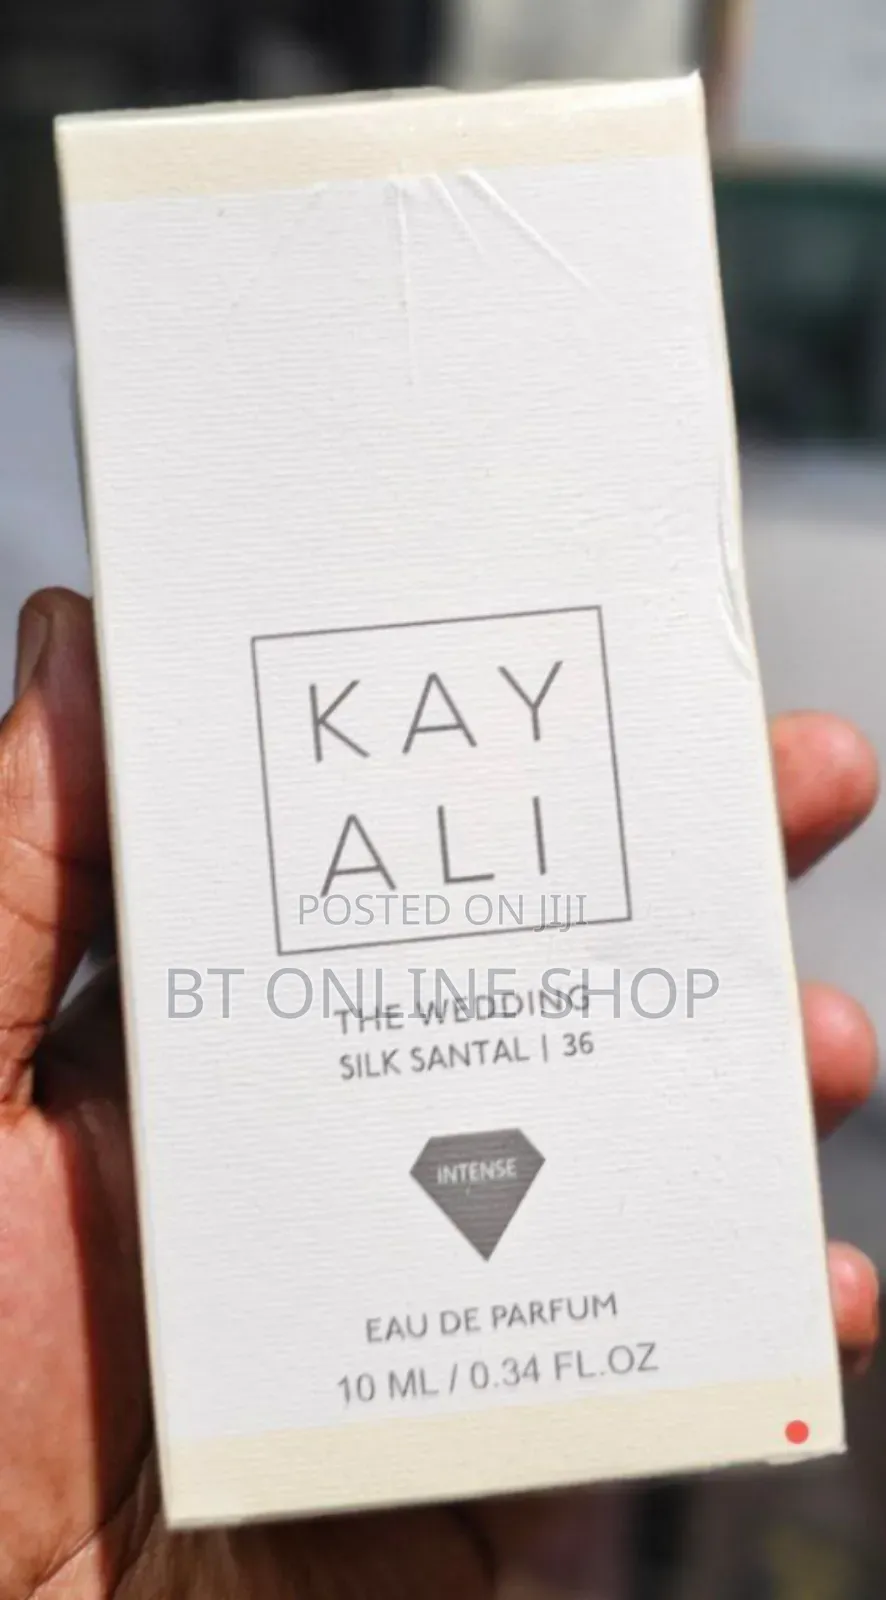 KAY
ALI
POSTED ON JIJI
BT ONLINE SHOP
THE WEDDING
SILK SANTAL | 36
INTENSE
EAU DE PARFUM
10 ML / 0.34 FL.OZ